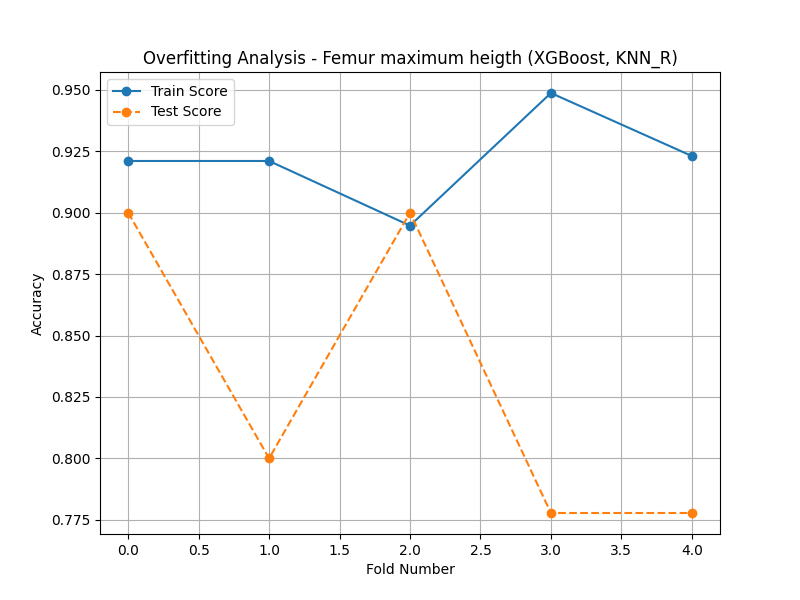 Overfitting Analysis - Femur maximum heigth (XGBoost, KNN_R)
Train Score
Test Score
0.950
0.925
0.900
0.875
0.850
0.825
0.800
0.775
Accuracy
0.0 0.5 1.0 1.5 2.0 2.5 3.0 3.5 4.0
Fold Number